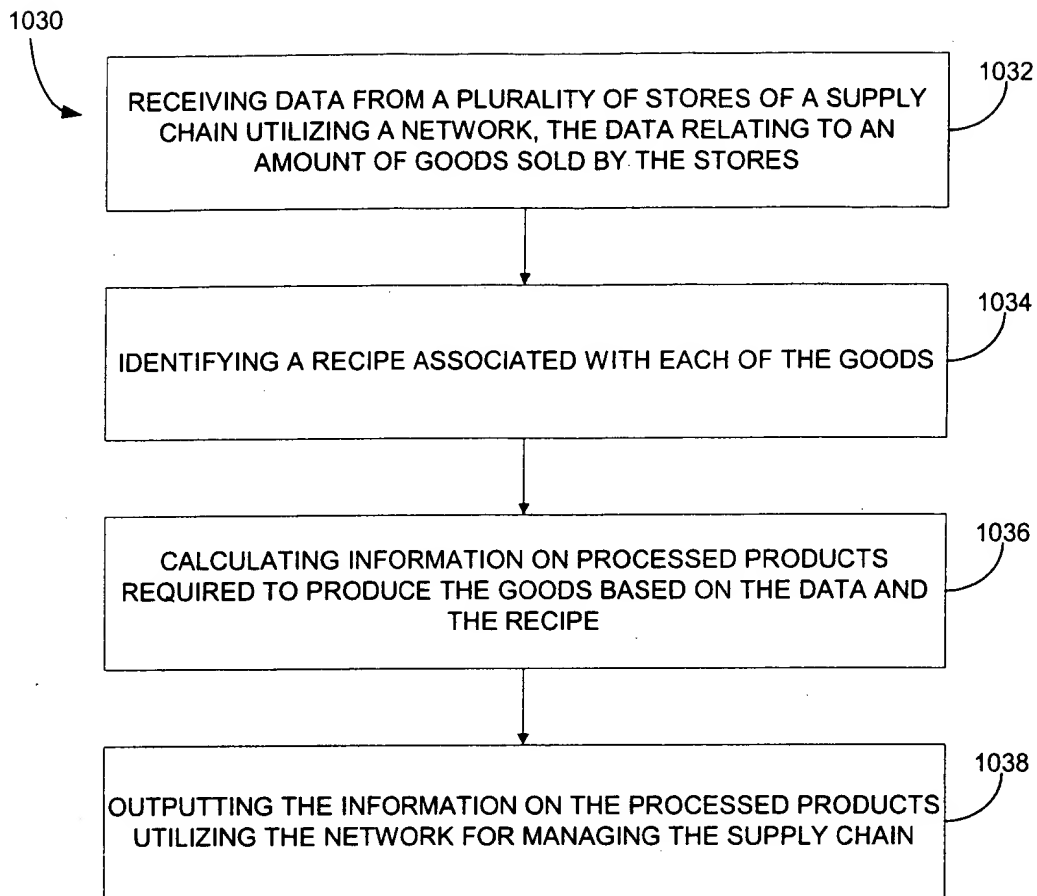 1030
1032
RECEIVING DATA FROM A PLURALITY OF STORES OF A SUPPLY
CHAIN UTILIZING A NETWORK, THE DATA RELATING TO AN
AMOUNT OF GOODS SOLD BY THE STORES
1034
IDENTIFYING A RECIPE ASSOCIATED WITH EACH OF THE GOODS
1036
CALCULATING INFORMATION ON PROCESSED PRODUCTS
REQUIRED TO PRODUCE THE GOODS BASED ON THE DATA AND
THE RECIPE
1038
OUTPUTTING THE INFORMATION ON THE PROCESSED PRODUCTS
UTILIZING THE NETWORK FOR MANAGING THE SUPPLY CHAIN